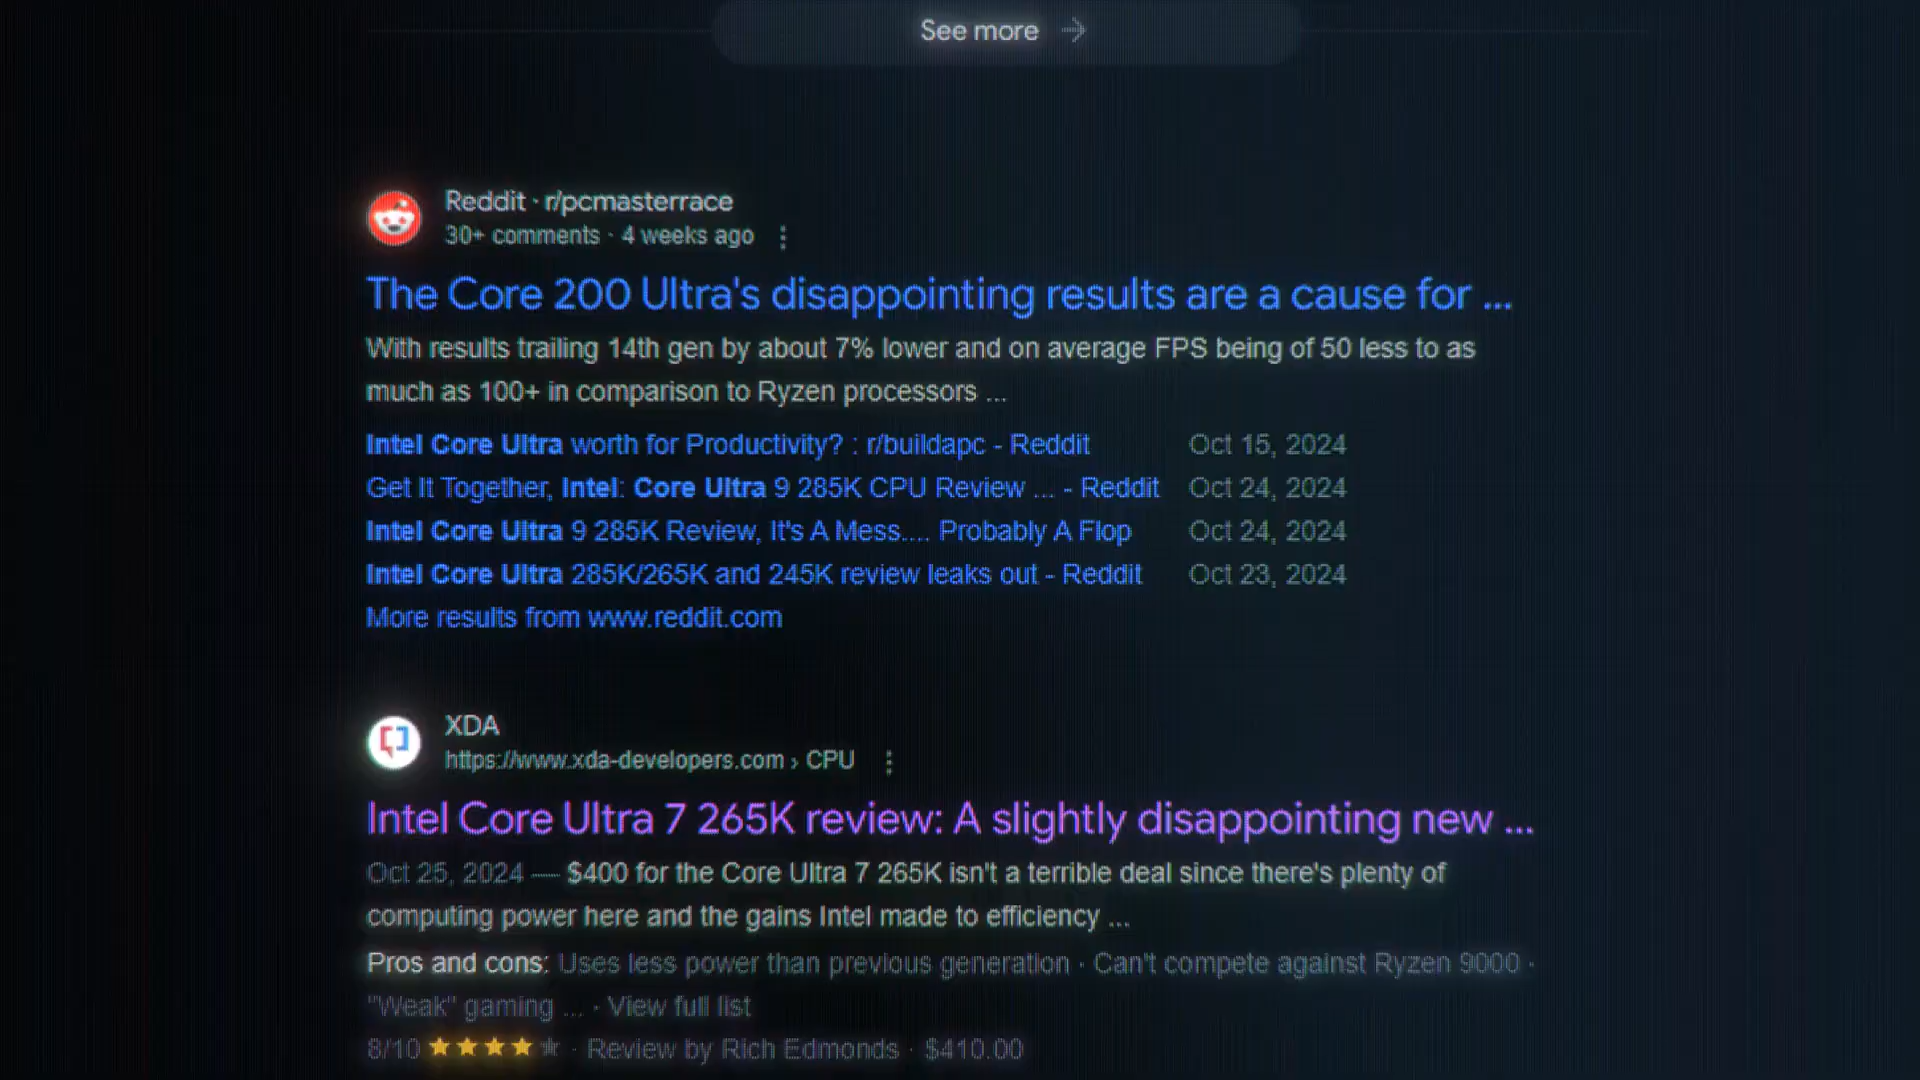 See more
Reddit · r/pcmasterrace
30+ comments · 4 weeks ago
The Core 200 Ultra's disappointing results are a cause for ...
With results trailing 14th gen by about 7% lower and on average FPS being of 50 less to as
much as 100+ in comparison to Ryzen processors ...
Intel Core Ultra worth for Productivity? : r/buildapc - Reddit Oct 15, 2024
Get It Together, Intel: Core Ultra 9 285K CPU Review ... - Reddit Oct 24, 2024
Intel Core Ultra 9 285K Review, It's A Mess.... Probably A Flop Oct 24, 2024
Intel Core Ultra 285K/265K and 245K review leaks out - Reddit Oct 23, 2024
More results from www.reddit.com
XDA
https://www.xda-developers.com › CPU
Intel Core Ultra 7 265K review: A slightly disappointing new ...
Oct 25, 2024 — $400 for the Core Ultra 7 265K isn't a terrible deal since there's plenty of
computing power here and the gains Intel made to efficiency ...
Pros and cons: Uses less power than previous generation · Can't compete against Ryzen 9000 ·
"Weak" gaming ... · View full list
8/10 · Review by Rich Edmonds · $410.00